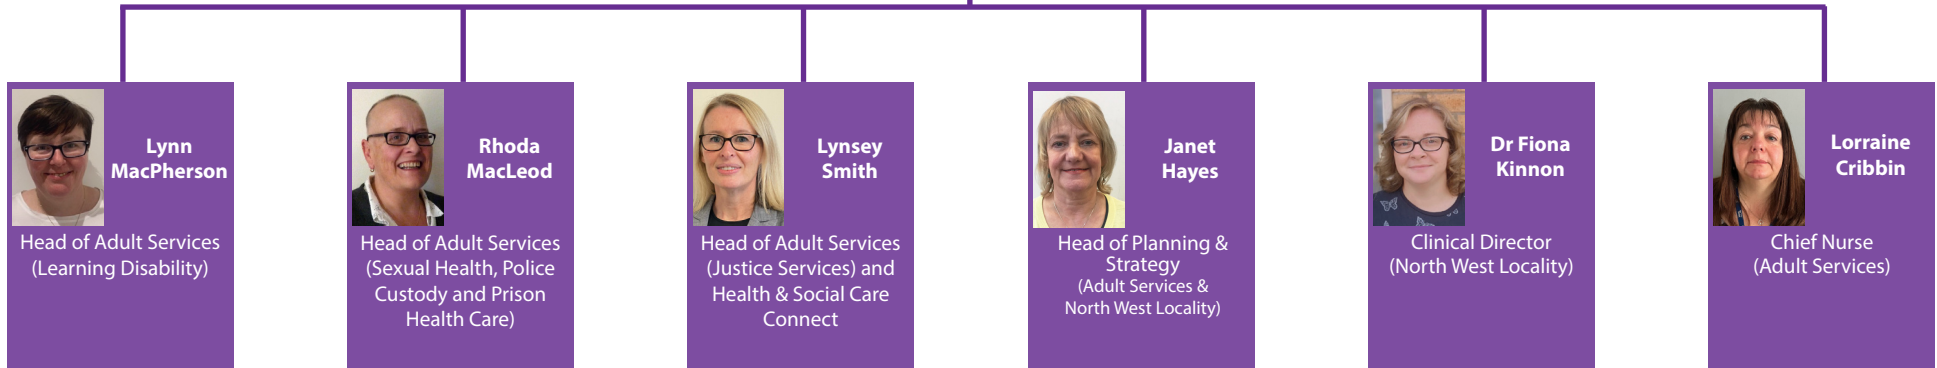 Lynn
MacPherson
Head of Adult Services
(Learning Disability)
Rhoda
MacLeod
Head of Adult Services
(Sexual Health, Police
Custody and Prison
Health Care)
Lynsey
Smith
Head of Adult Services
(Justice Services) and
Health & Social Care
Connect
Janet
Hayes
Head of Planning &
Strategy
(Adult Services &
North West Locality)
Dr Fiona
Kinnon
Clinical Director
(North West Locality)
Lorraine
Cribbin
Chief Nurse
(Adult Services)